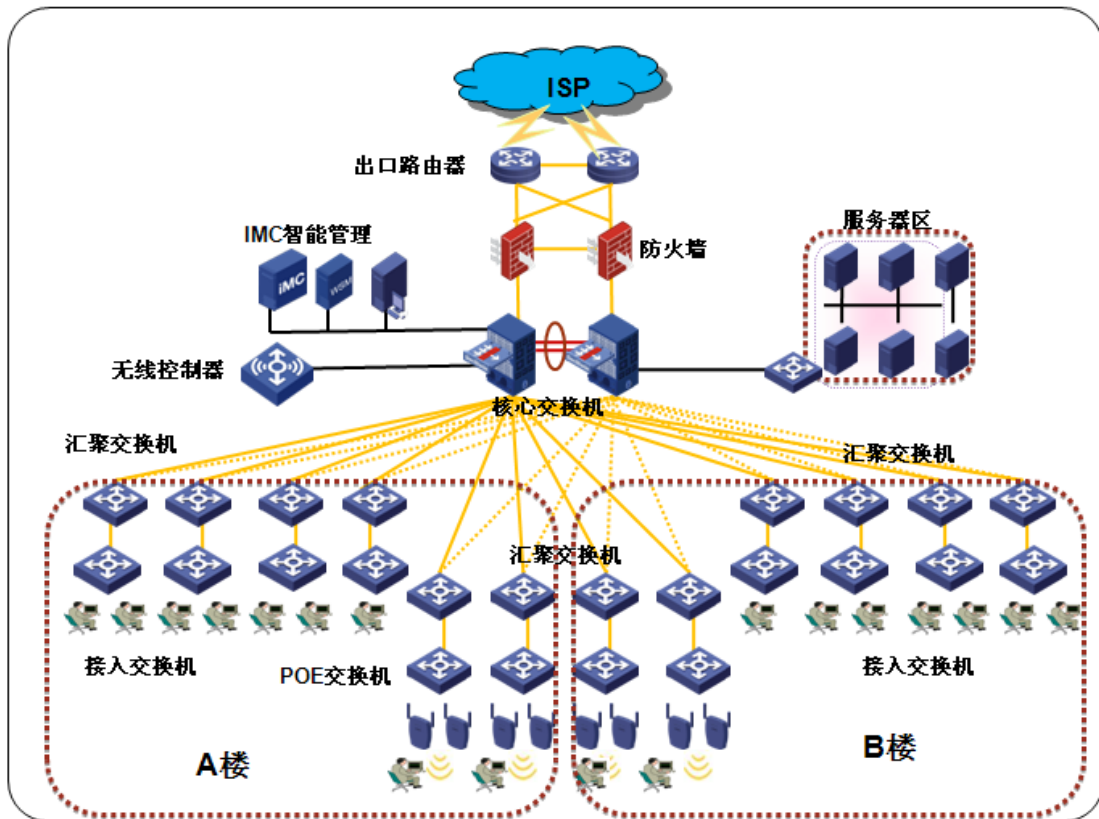 ISP
出口路由器
IMC智能管理
防火墙
服务器区
iMC
WSM
无线控制器
核心交换机
汇聚交换机
汇聚交换机
汇聚交换机
接入交换机
POE交换机
接入交换机
A楼
B楼